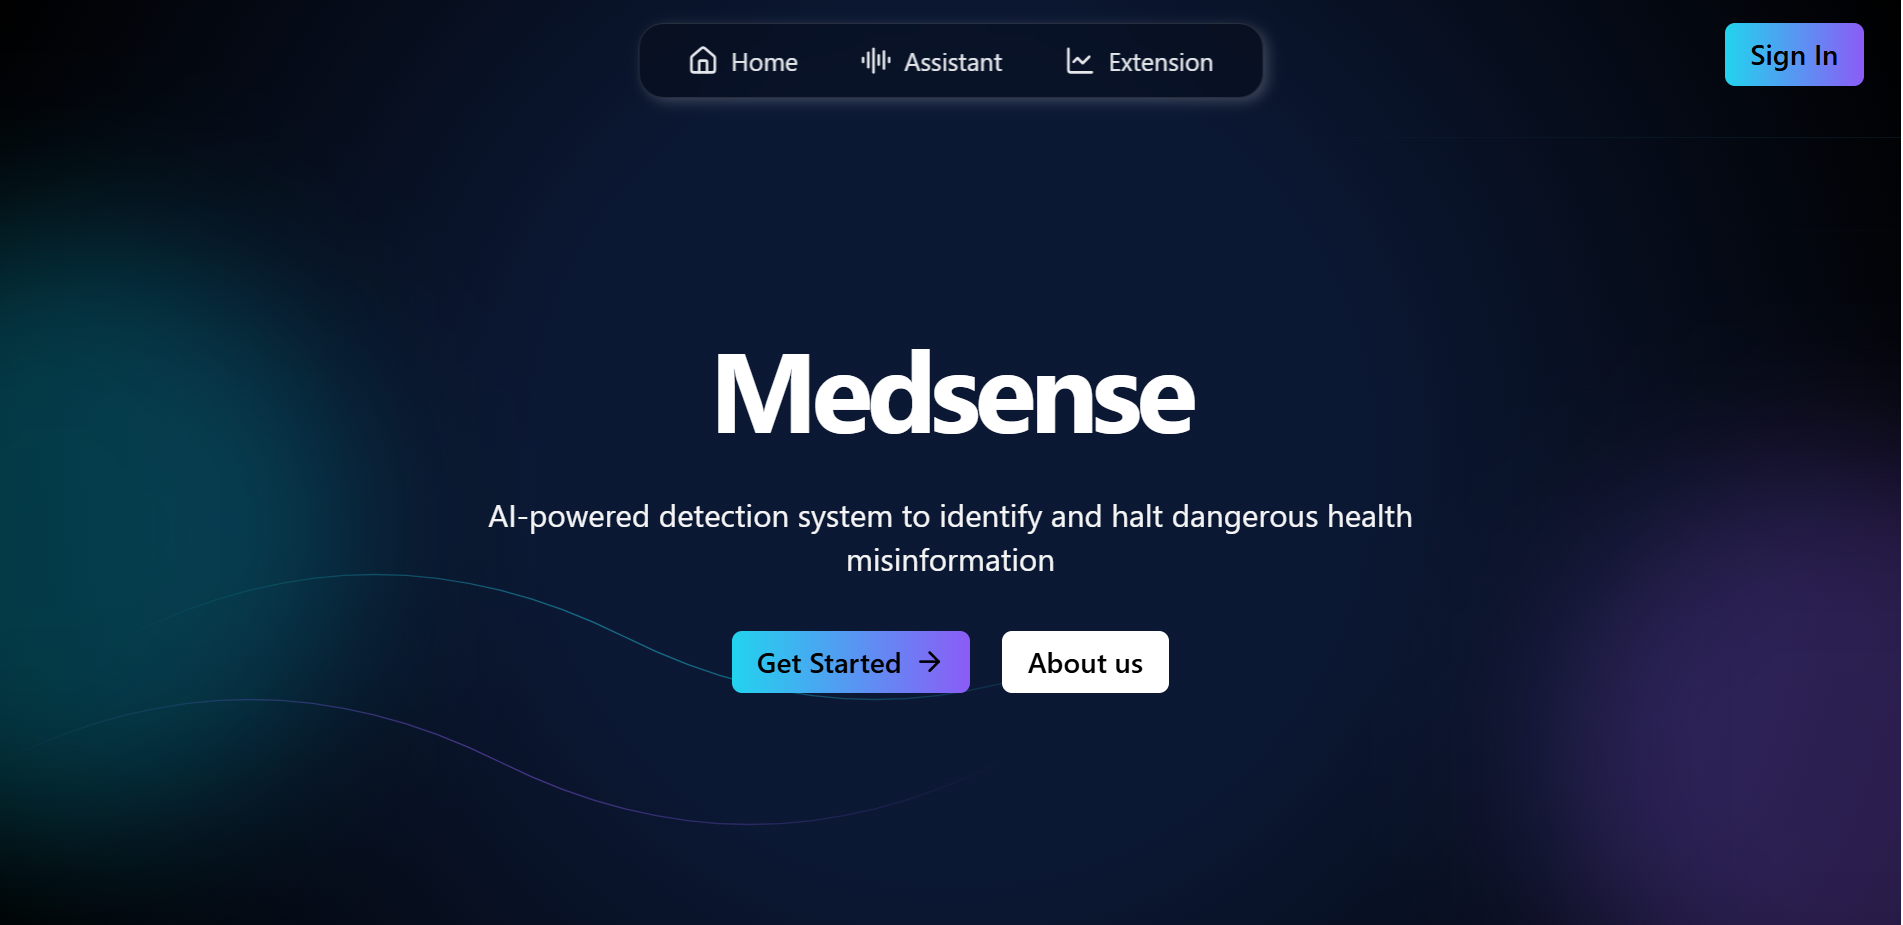 Home
Assistant
Extension
Sign In
Medsense
AI-powered detection system to identify and halt dangerous health
misinformation
Get Started
About us